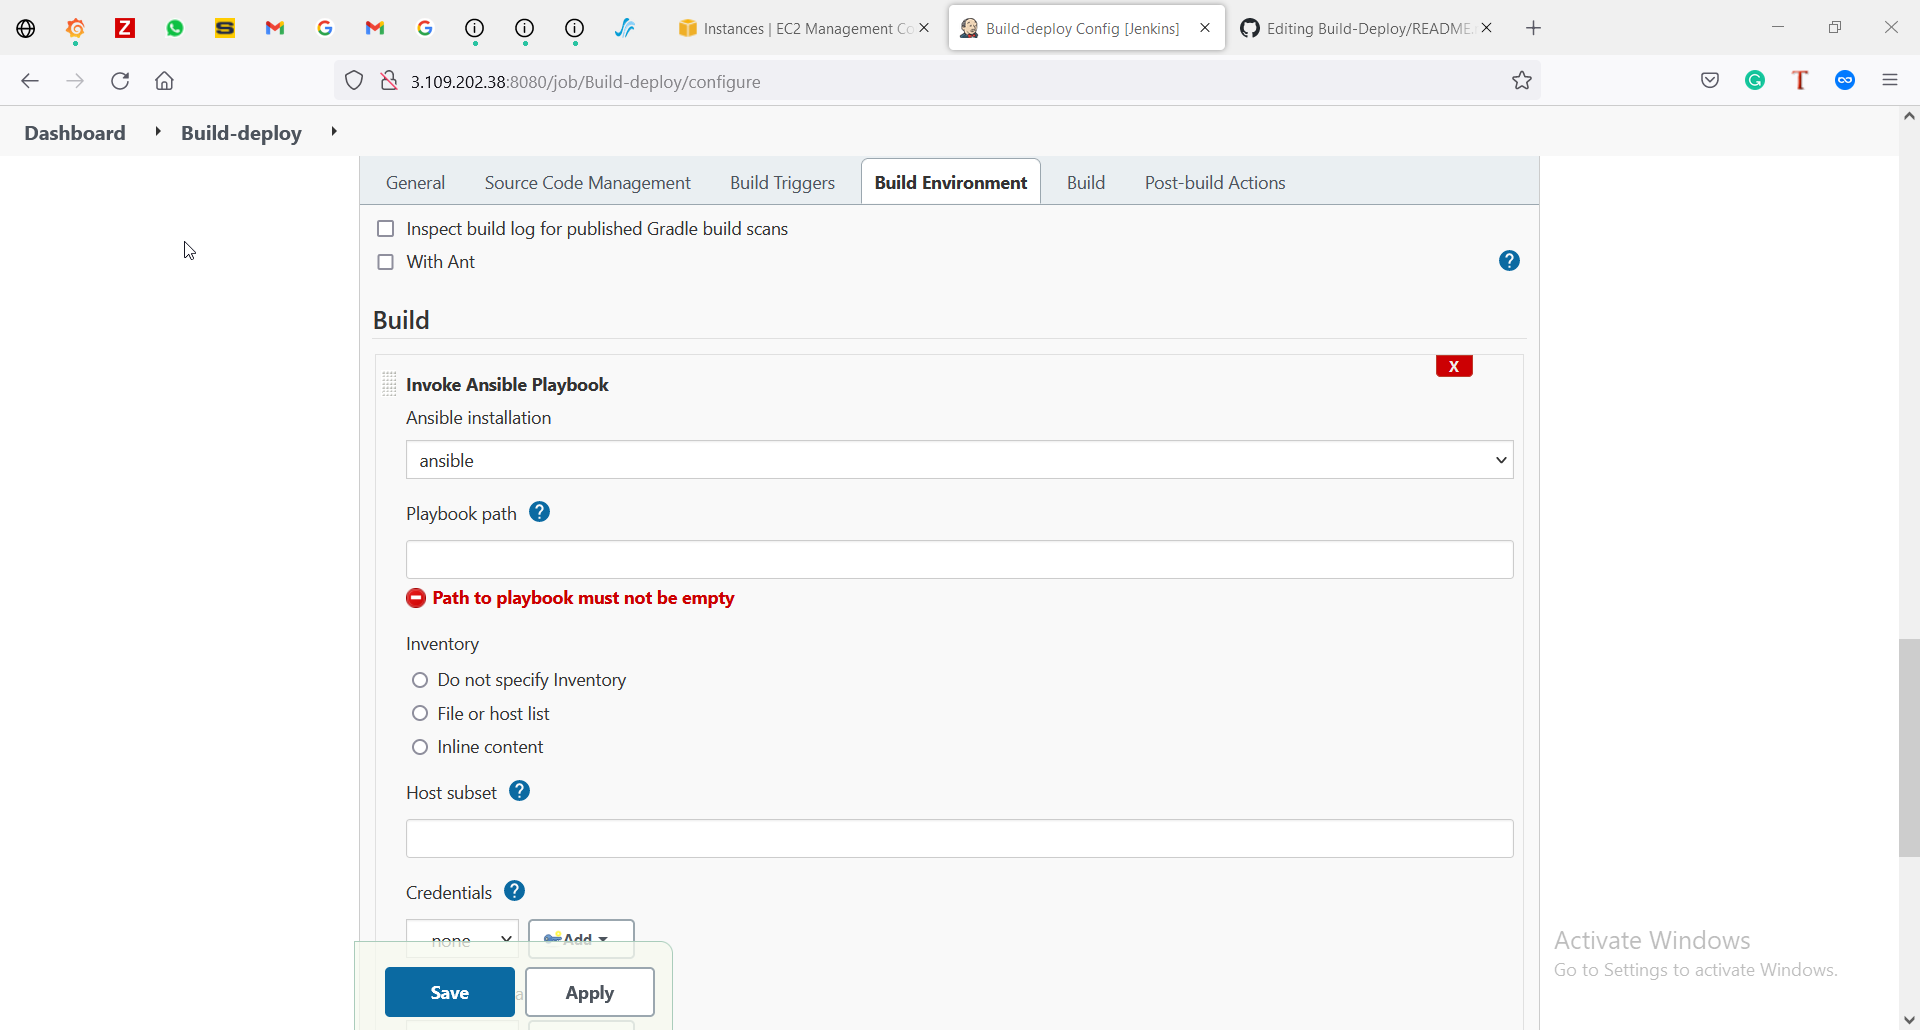 Instances | EC2 Management Co
Build-deploy Config [Jenkins]
Editing Build-Deploy/README.
3.109.202.38:8080/job/Build-deploy/configure
Dashboard
Build-deploy
General
Source Code Management
Build Triggers
Build Environment
Build
Post-build Actions
Inspect build log for published Gradle build scans
With Ant
?
Build
X
Invoke Ansible Playbook
Ansible installation
ansible
Playbook path ?
Path to playbook must not be empty
Inventory
Do not specify Inventory
File or host list
Inline content
Host subset ?
Credentials ?
none
Add
Save
Apply
Activate Windows
Go to Settings to activate Windows.